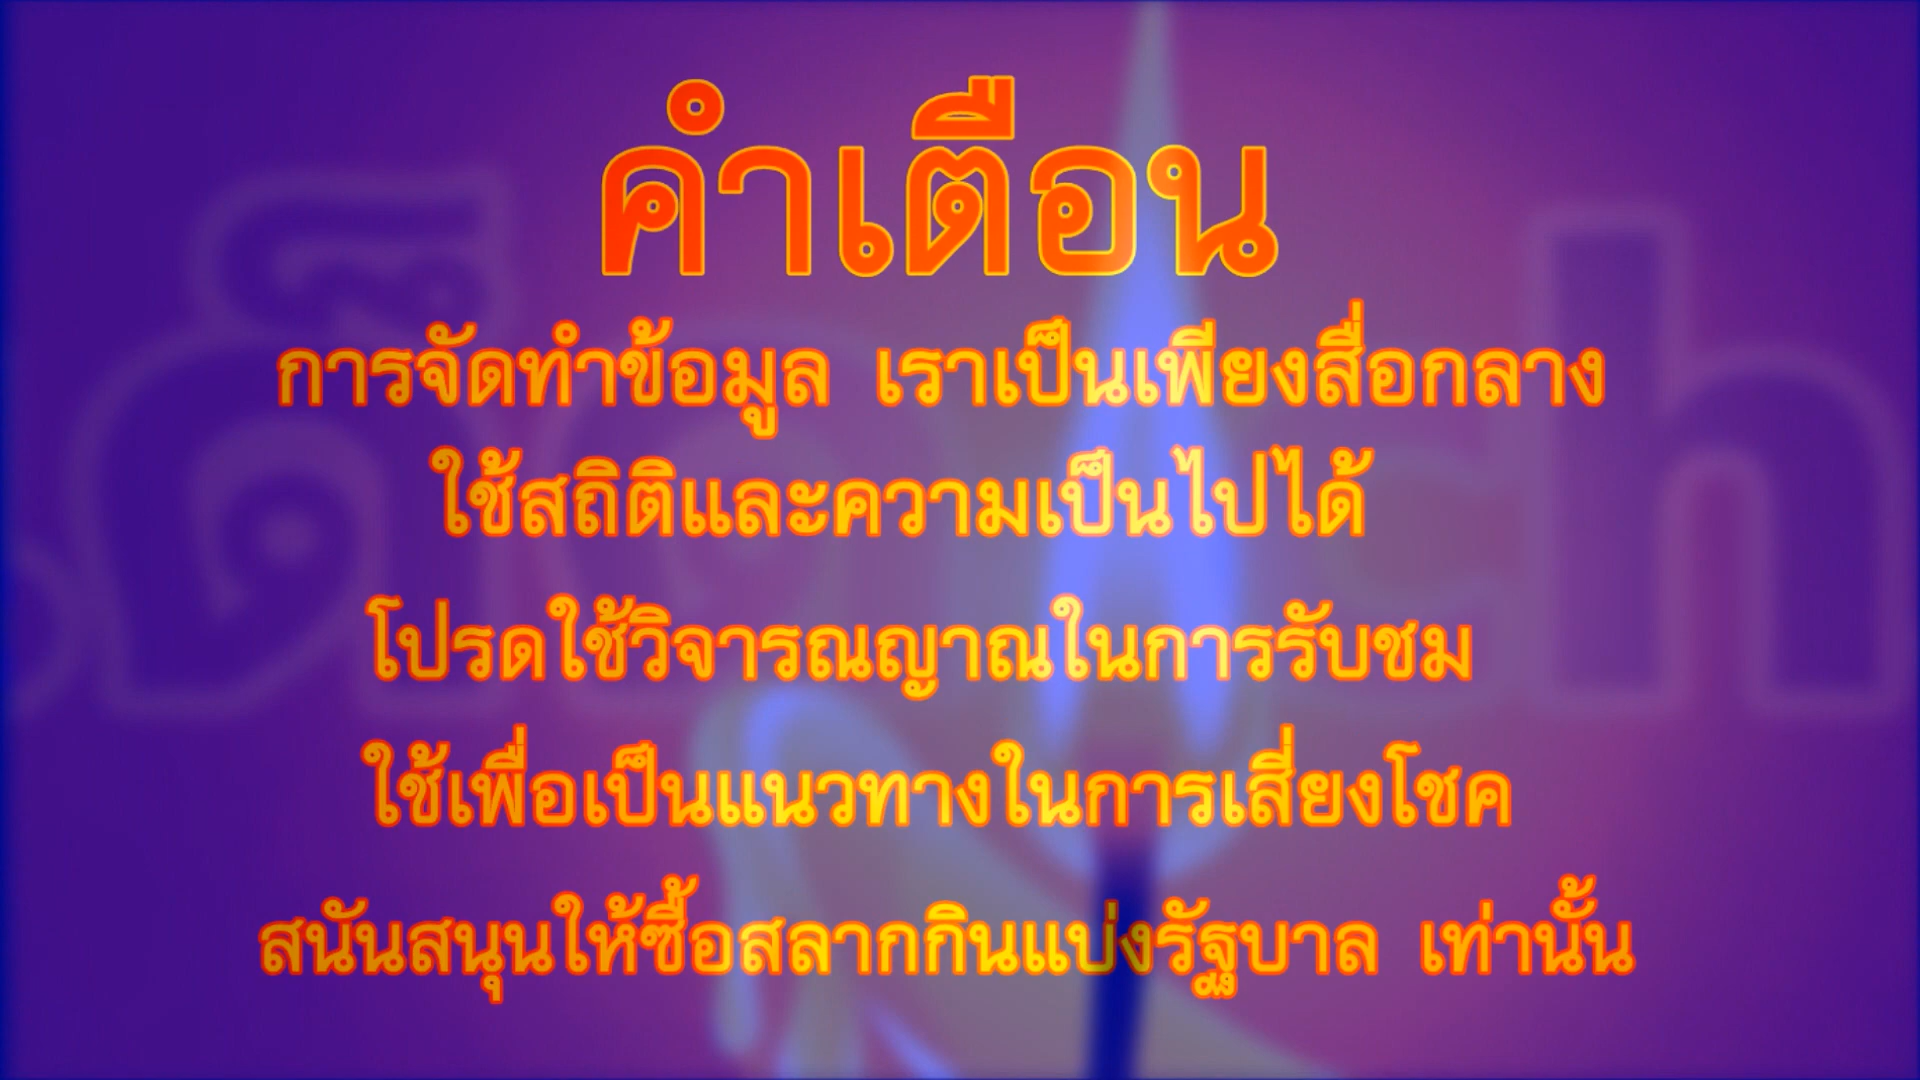 คำเตือน
การจัดทำข้อมูล เราเป็นเพียงสื่อกลาง
ใช้สถิติและความเป็นไปได้
โปรดใช้วิจารณญาณในการรับชม
ใช้เพื่อเป็นแนวทางในการเสี่ยงโชค
สนันสนุนให้ซื้อสลากกินแบ่งรัฐบาล เท่านั้น